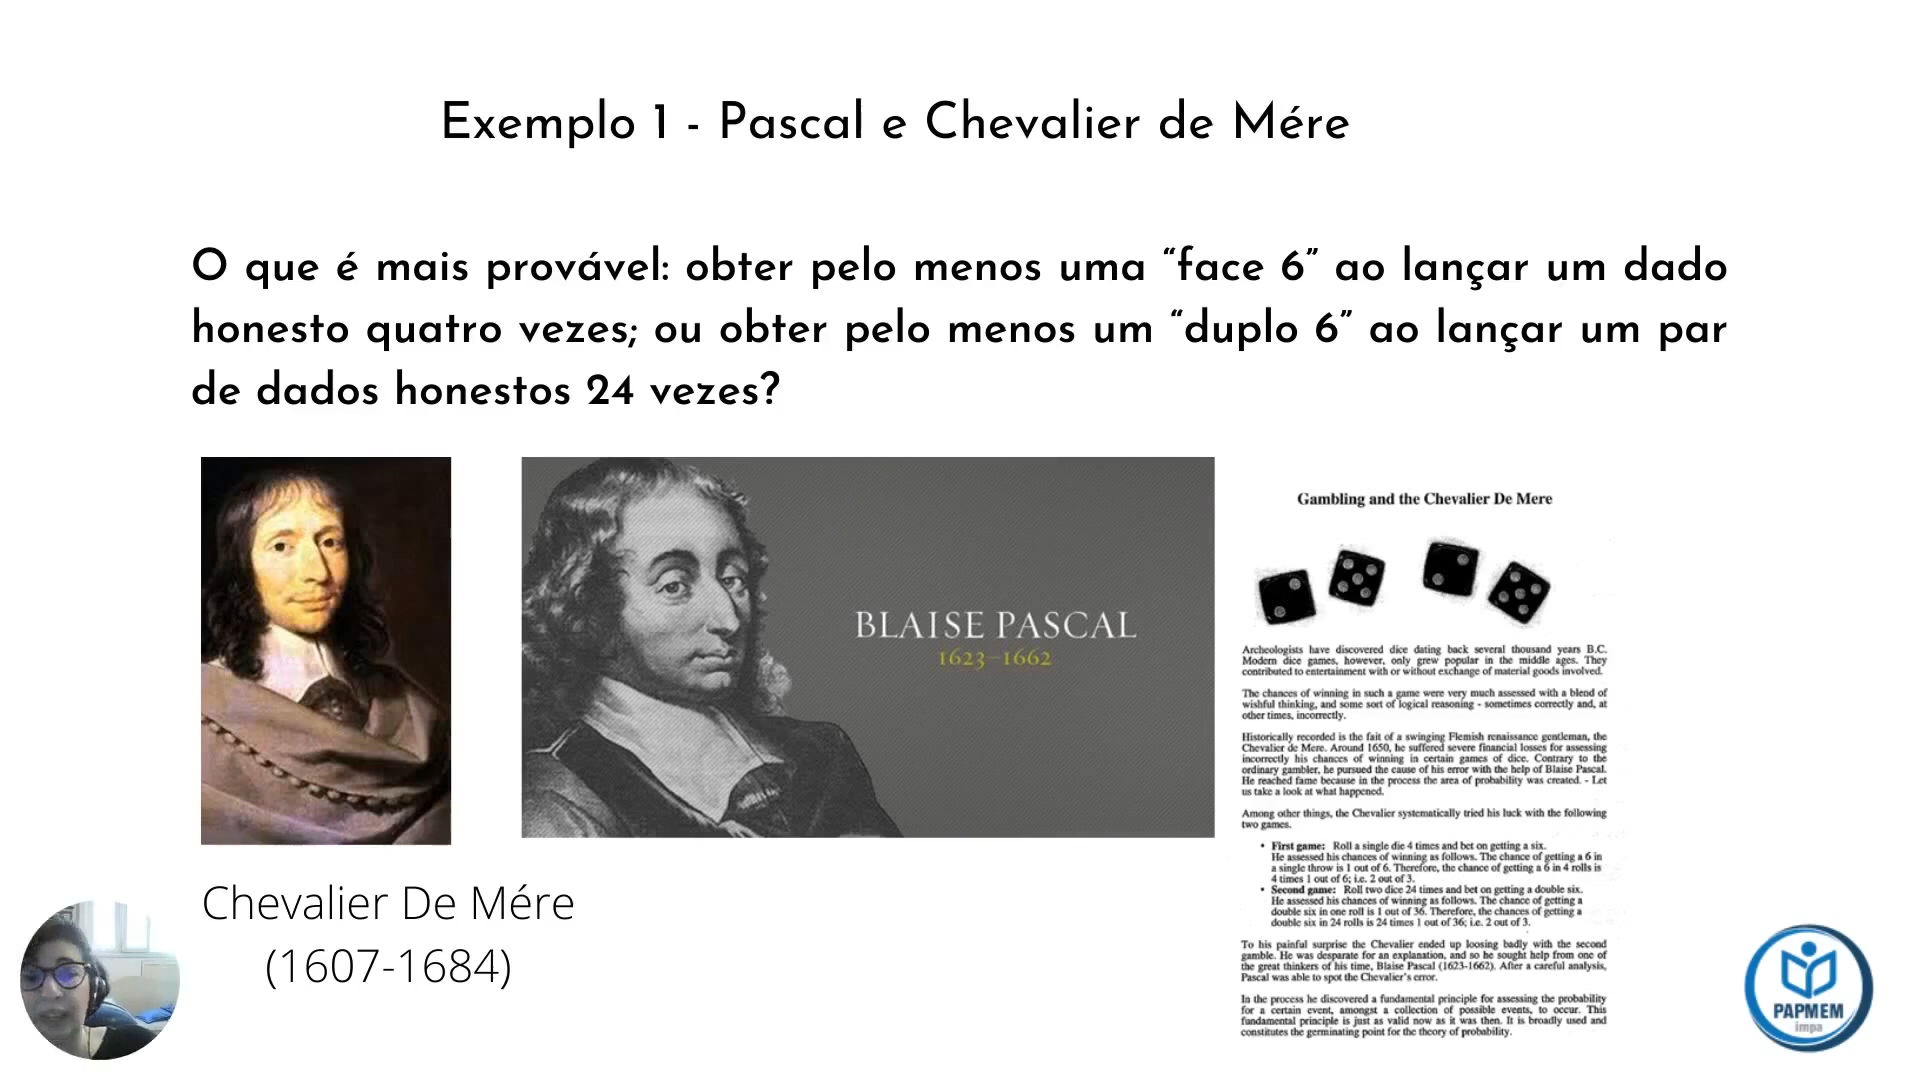 Exemplo 1 - Pascal e Chevalier de Mére
O que é mais provável: obter pelo menos uma “face 6” ao lançar um dado
honesto quatro vezes; ou obter pelo menos um “duplo 6” ao lançar um par
de dados honestos 24 vezes?
BLAISE PASCAL
1623–1662
Chevalier De Mére
(1607-1684)
Gambling and the Chevalier De Mere
Archeologists have discovered dice dating back several thousand years B.C.
Modern dice games, however, only grew popular in the middle ages. They
contributed to entertainment with or without exchange of material goods involved.
The chances of winning in such a game were very much assessed with a blend of
wishful thinking, and some sort of logical reasoning - sometimes correctly and, at
other times, incorrectly.
Historically recorded is the fait of a swinging Flemish renaissance gentleman, the
Chevalier de Mere. Around 1650, he suffered severe financial losses for assessing
incorrectly his chances of winning in certain games of dice. Contrary to the
ordinary gambler, he pursued the cause of his error with the help of Blaise Pascal.
He reached fame because in the process the area of probability was created. - Let
us take a look at what happened.
Among other things, the Chevalier systematically tried his luck with the following
two games.
• First game: Roll a single die 4 times and bet on getting a six.
He assessed his chances of winning as follows. The chance of getting a 6 in
a single throw is 1 out of 6. Therefore, the chance of getting a 6 in 4 rolls is
4 times 1 out of 6; i.e. 2 out of 3.
• Second game: Roll two dice 24 times and bet on getting a double six.
He assessed his chances of winning as follows. The chance of getting a
double six in one roll is 1 out of 36. Therefore, the chances of getting a
double six in 24 rolls is 24 times 1 out of 36; i.e. 2 out of 3.
To his painful surprise the Chevalier ended up loosing badly with the second
gamble. He was desparate for an explanation, and so he sought help from one of
the great thinkers of his time, Blaise Pascal (1623-1662). After a careful analysis,
Pascal was able to spot the Chevalier's error.
In the process he discovered a fundamental principle for assessing the probability
for a certain event, amongst a collection of possible events, to occur. This
fundamental principle is just as valid now as it was then. It is broadly used and
constitutes the germinating point for the theory of probability.
PAPMEM
impa